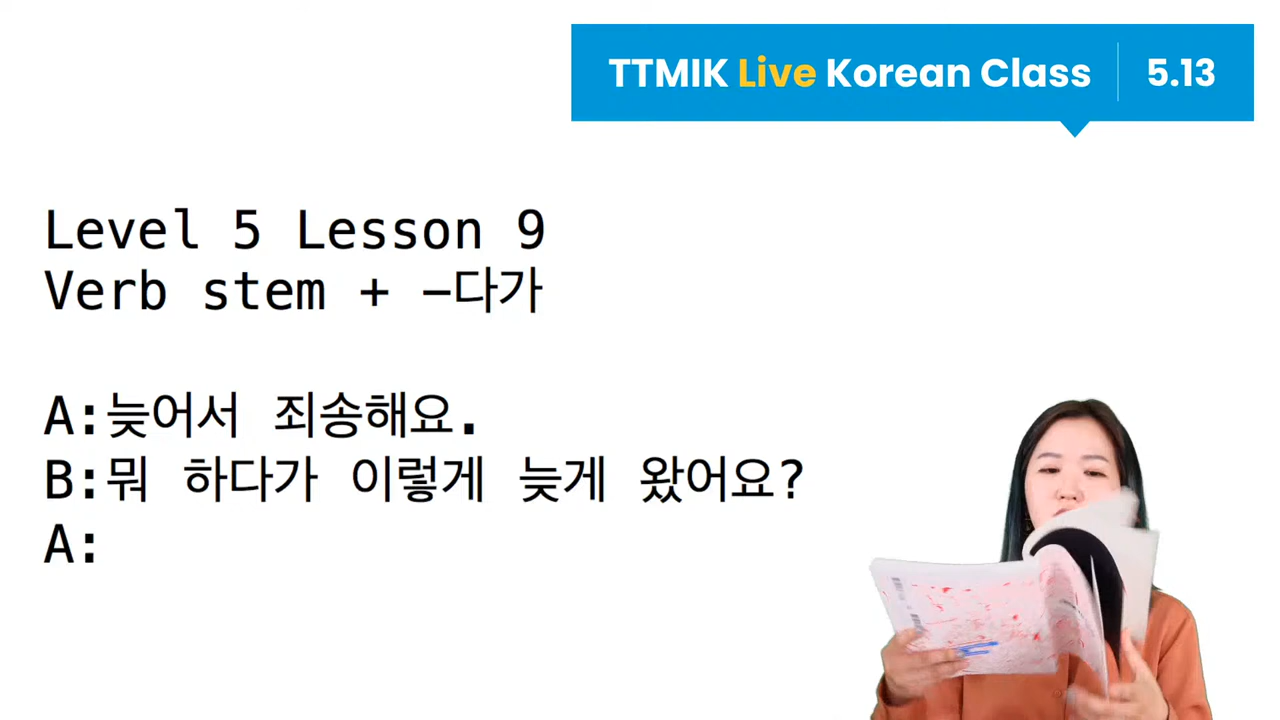 TTMIK Live Korean Class 5.13
Level 5 Lesson 9
Verb stem + -다가
A:늦어서 죄송해요.
B:뭐 하다가 이렇게 늦게 왔어요?
A: